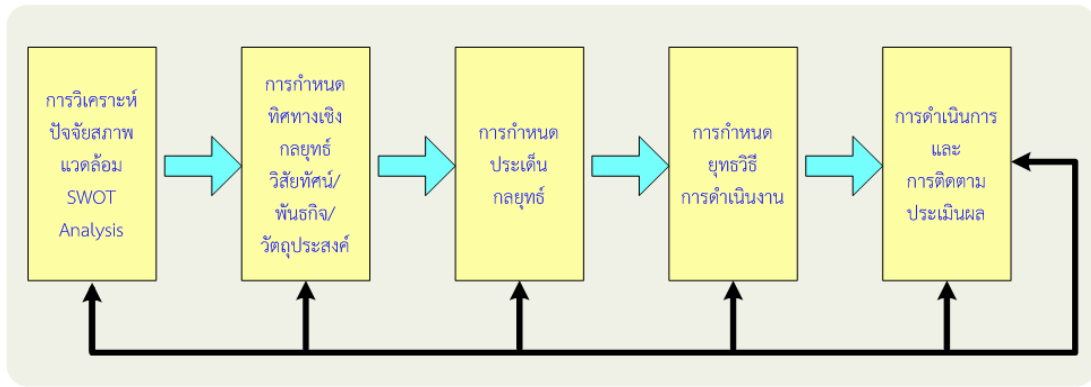 การวิเคราะห์
ปัจจัยสภาพ
แวดล้อม
SWOT
Analysis
การกำหนด
ทิศทางเชิง
กลยุทธ์
วิสัยทัศน์/
พันธกิจ/
วัตถุประสงค์
การกำหนด
ประเด็น
กลยุทธ์
การกำหนด
ยุทธวิธี
การดำเนินงาน
การดำเนินการ
และ
การติดตาม
ประเมินผล